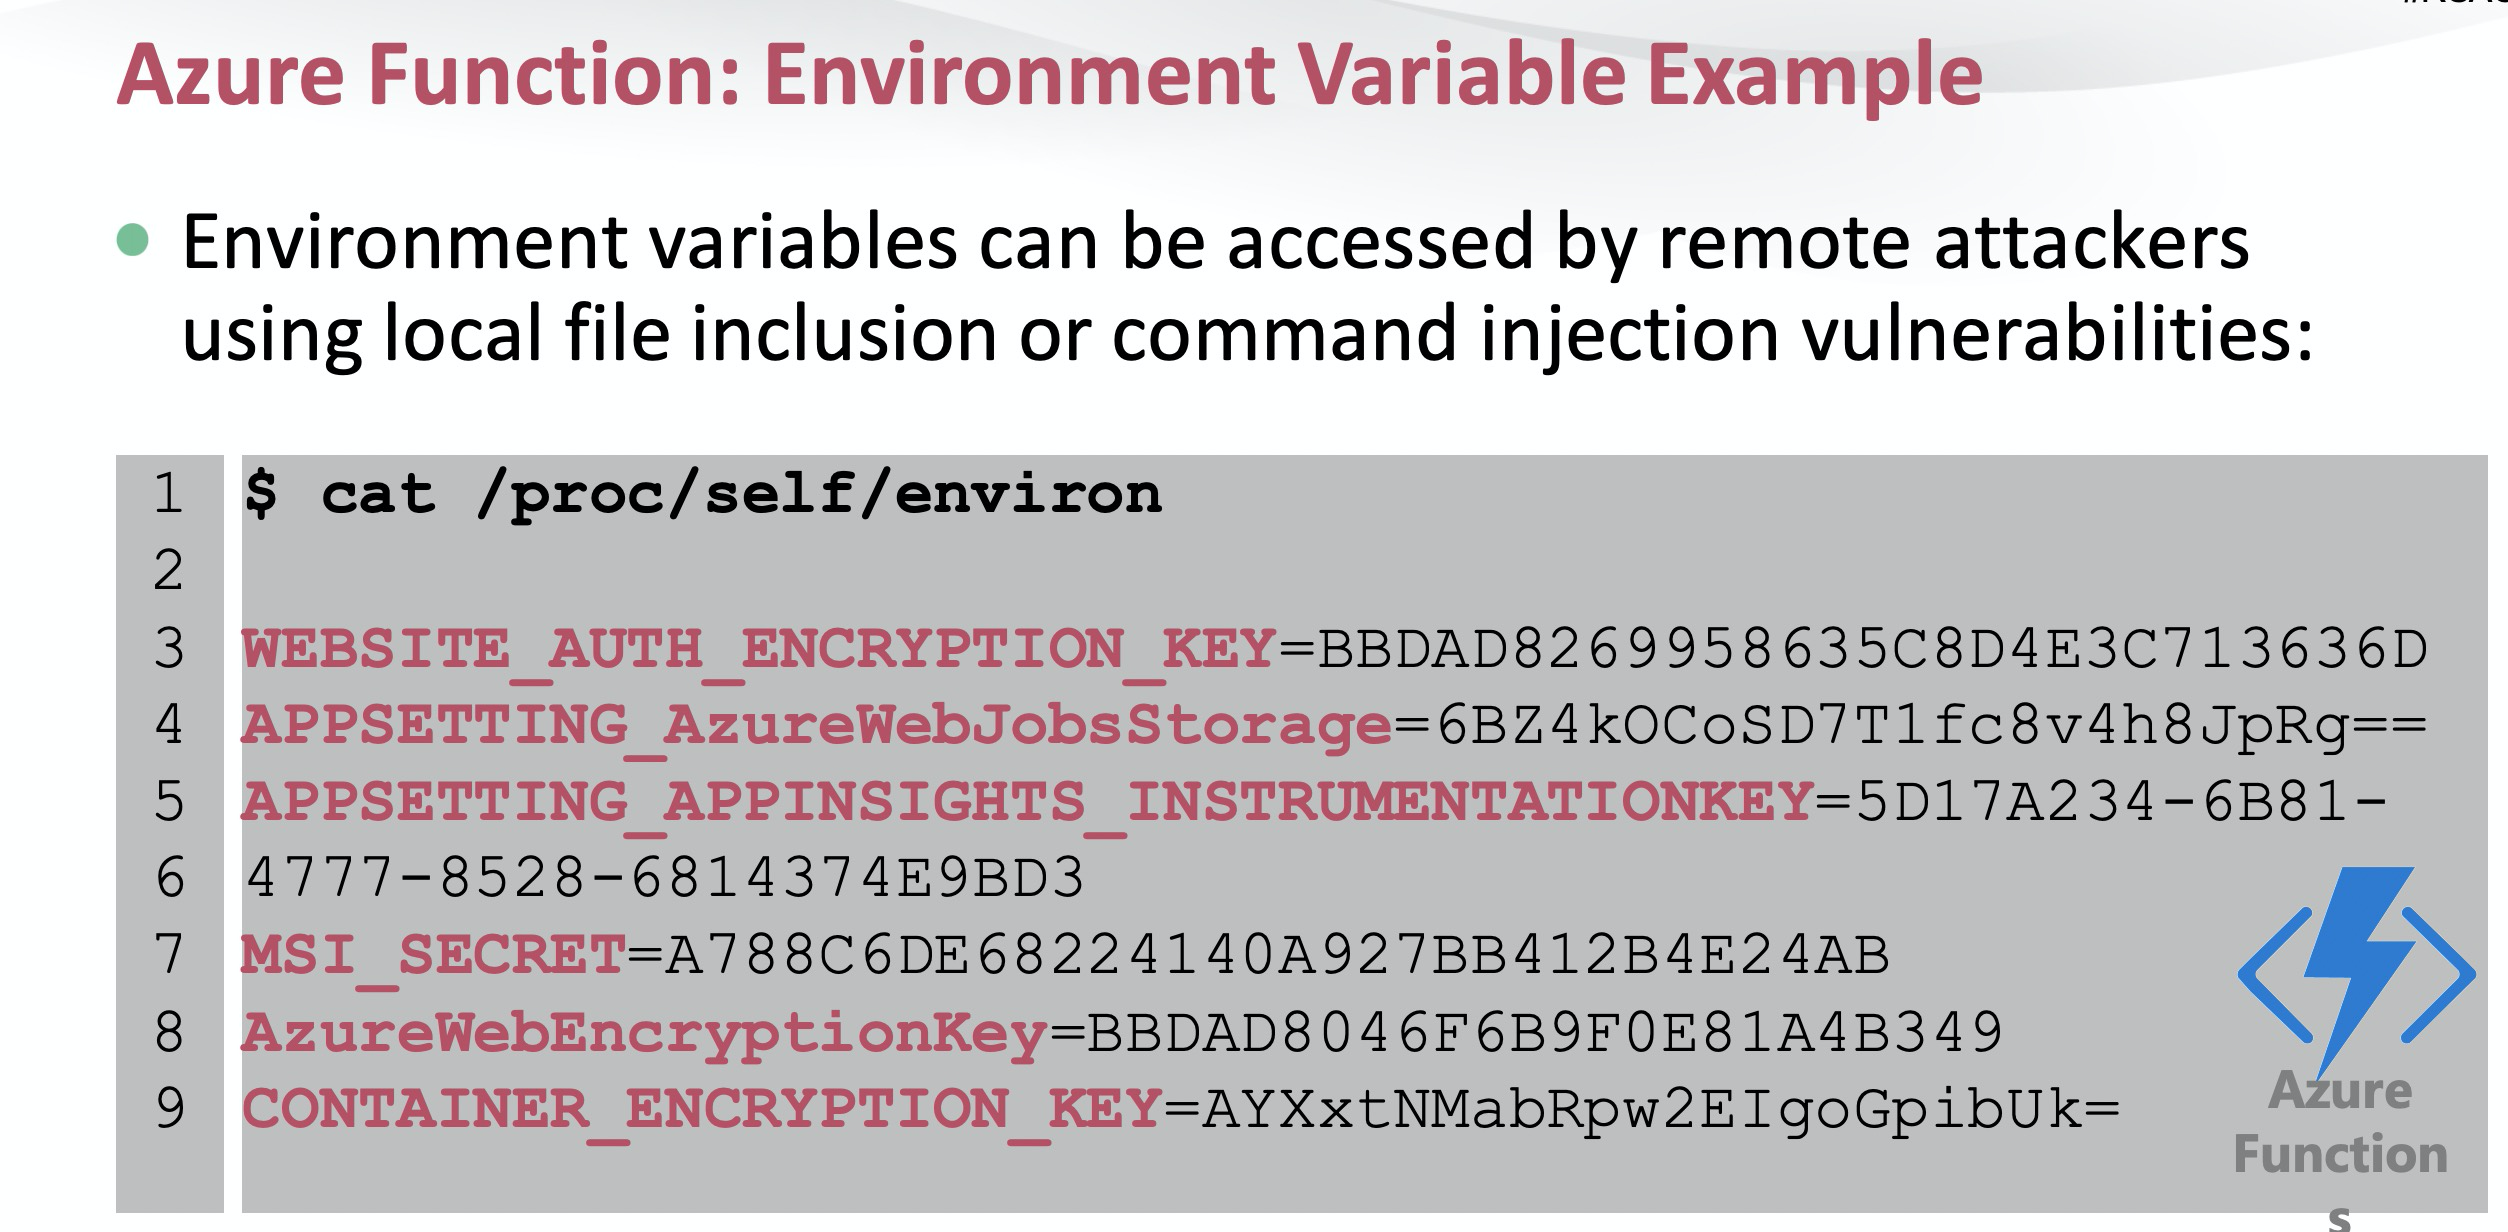 Azure Function: Environment Variable Example
Environment variables can be accessed by remote attackers
using local file inclusion or command injection vulnerabilities:
1 $ cat /proc/self/environ
2
3 WEBSITE_AUTH_ENCRYPTION_KEY=BBDAD8269958635C8D4E3C713636D
4 APPSETTING_AzureWebJobsStorage=6BZ4kOCoSD7T1fc8v4h8JpRg==
5 APPSETTING_APPINSIGHTS_INSTRUMENTATIONKEY=5D17A234-6B81-
6 4777-8528-6814374E9BD3
7 MSI_SECRET=A788C6DE68224140A927BB412B4E24AB
8 AzureWebEncryptionKey=BBDAD8046F6B9F0E81A4B349
9 CONTAINER_ENCRYPTION_KEY=AYXxtNMabRpw2EIgoGpibUk=
Azure
Function
s